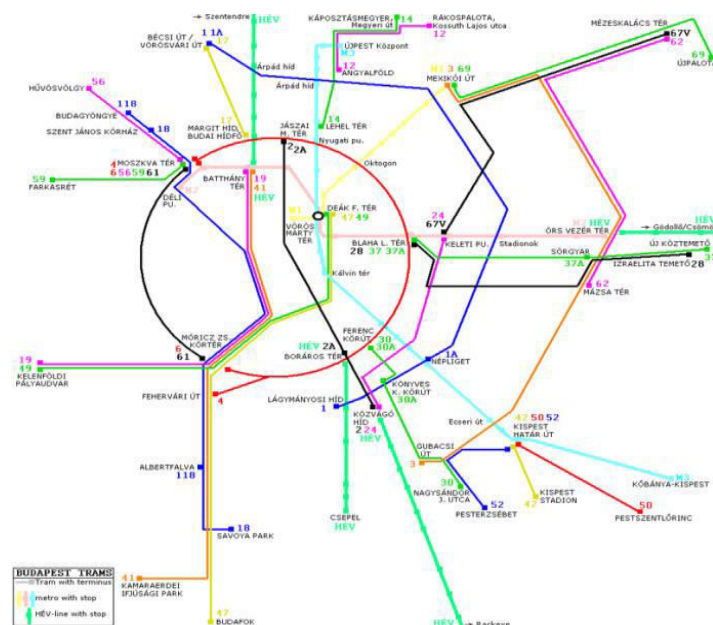 → Szentendre
HÉV
KÁPOSZTÁSMEGYER,
Megyeri út
14
RÁKOSPALOTA,
Kossuth Lajos utca
12
MÉZESKALÁCS TÉR
67V
62
BÉCSI ÚT /
VÖRÖSVÁRI ÚT
1 1A
17
ÚJPEST Központ
M3
12
ANGYALFÖLD
M1 3 69
MEXIKÓI ÚT
69
ÚJPALOTA
Árpád híd
Árpád híd
56
HŰVÖSVÖLGY
118
BUDAGYÖNGYE
18
SZENT JÁNOS KÓRHÁZ
17
MARGIT HÍD,
BUDAI HÍDFŐ
JÁSZAI
M. TÉR
2 2A
14
LEHEL TÉR
Nyugati pu.
Oktogon
MOSZKVA TÉR
4
6 56 59 61
59
FARKASRÉT
DÉLI
PU.
M2
BATTHÁNY
TÉR
19
41
HÉV
M1
VÖRÖS
MARTY
TÉR
DEÁK F. TÉR
47 49
24
67V
KELETI PU.
BLAHA L. TÉR
28 37 37A
Stadionok
M2 HÉV
ÖRS VEZÉR TÉR
→ Gödöllő/Csömö
HÉV
ÚJ KÖZTEMETŐ
SÖRGYÁR
37A
IZRAELITA TEMETŐ
28
62
MÁZSA TÉR
Kálvin tér
MÓRICZ ZS.
KÖRTÉR
6
61
HÉV 2A
BORÁROS TÉR
FERENC
KÖRÚT
30
30A
1A
NÉPLIGET
19
49
KELENFÖLDI
PÁLYAUDVAR
FEHÉRVÁRI ÚT
4
LÁGYMÁNYOSI HÍD
1
KÖZVÁGÓ
HÍD
2 24
HÉV
KÖNYVES
K. KÖRÚT
30A
Ecseri út
42 50 52
KISPEST
HATÁR ÚT
GUBACSI
ÚT
3
ALBERTFALVA
118
30
NAGYSÁNDOR
J. UTCA
52
PESTERZSÉBET
42
KISPEST
STADION
M3
KŐBÁNYA-KISPEST
50
PESTSZENTLŐRINC
CSEPEL
HÉV
18
SAVOYA PARK
41
KAMARAERDEI
IFJÚSÁGI PARK
47
BUDAFOK
HÉV
→ Ráckeve
BUDAPEST TRAMS
Tram with terminus
metro with stop
HÉV-line with stop